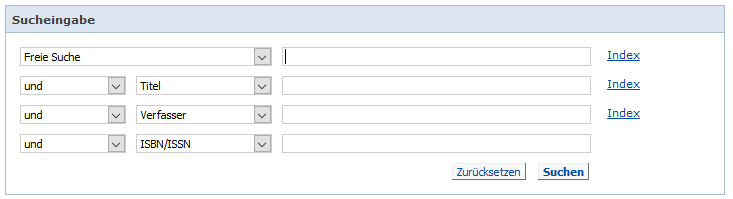 Sucheingabe
Freie Suche Index
und Titel Index
und Verfasser Index
und ISBN/ISSN
Zurücksetzen Suchen